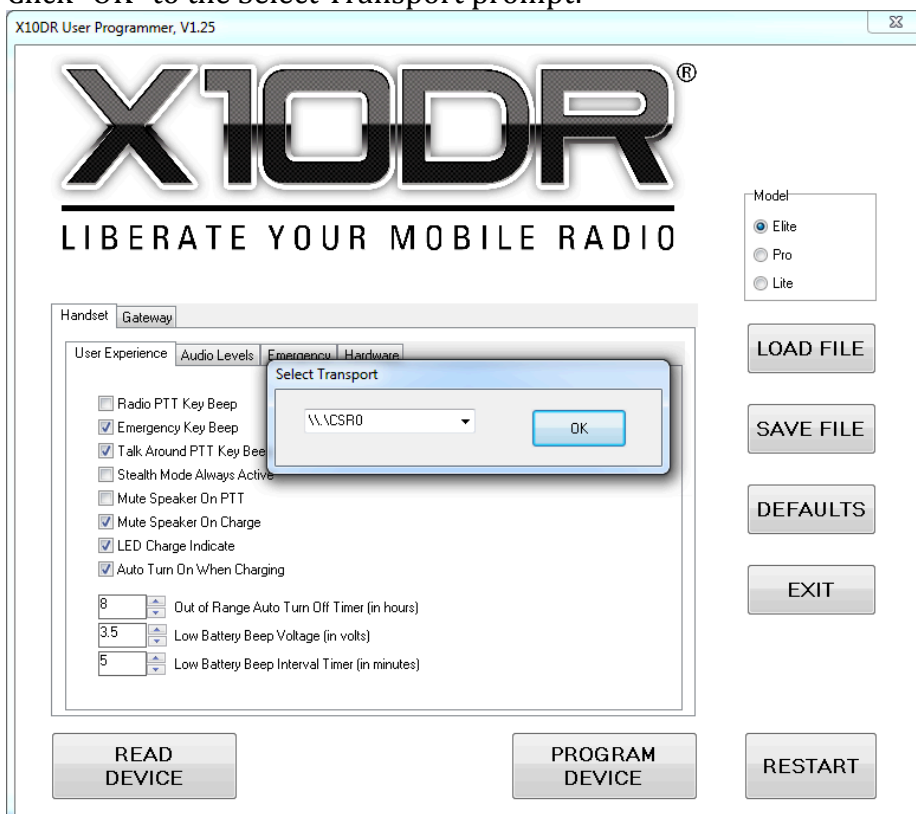 Click "OK" to the Select Transport prompt.
X10DR User Programmer, V1.25
X10DR®
LIBERATE YOUR MOBILE RADIO
Model
Elite
Pro
Lite
Handset Gateway
User Experience Audio Levels Emergency Hardware
Select Transport
\\.\CSR0
OK
Radio PTT Key Beep
Emergency Key Beep
Talk Around PTT Key Bee
Stealth Mode Always Active
Mute Speaker On PTT
Mute Speaker On Charge
LED Charge Indicate
Auto Turn On When Charging
8 Out of Range Auto Turn Off Timer (in hours)
3.5 Low Battery Beep Voltage (in volts)
5 Low Battery Beep Interval Timer (in minutes)
LOAD FILE
SAVE FILE
DEFAULTS
EXIT
READ
DEVICE
PROGRAM
DEVICE
RESTART